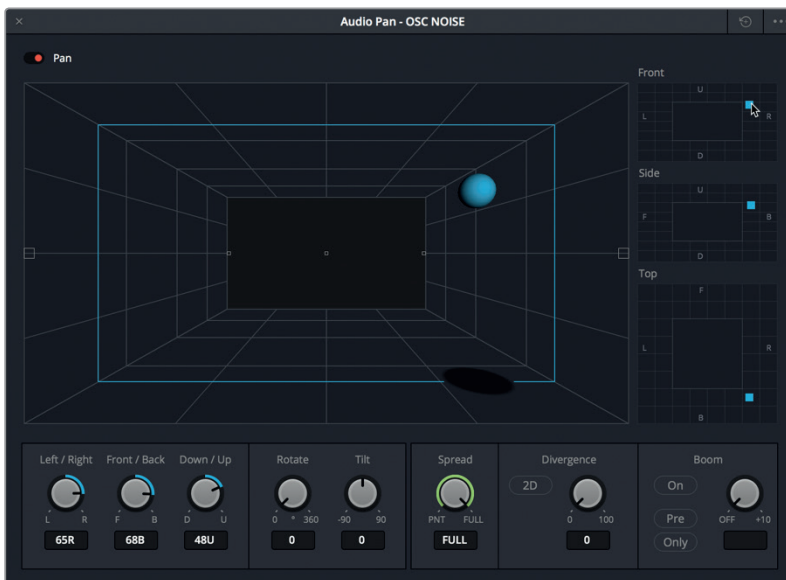 Audio Pan - OSC NOISE
Pan
Front
U
L R
D
Side
U
F B
D
Top
F
L R
B
Left / Right Front / Back Down / Up Rotate Tilt Spread Divergence Boom
2D On
L R F B D U 0 * 360 -90 90 PNT FULL 0 100 Pre OFF +10
65R 68B 48U 0 0 FULL 0 Only